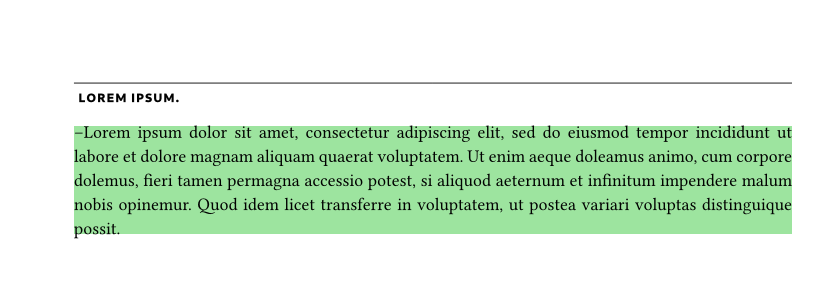 LOREM IPSUM.
–Lorem ipsum dolor sit amet, consectetur adipiscing elit, sed do eiusmod tempor incididunt ut
labore et dolore magnam aliquam quaerat voluptatem. Ut enim aeque doleamus animo, cum corpore
dolemus, fieri tamen permagna accessio potest, si aliquod aeternum et infinitum impendere malum
nobis opinemur. Quod idem licet transferre in voluptatem, ut postea variari voluptas distinguique
possit.